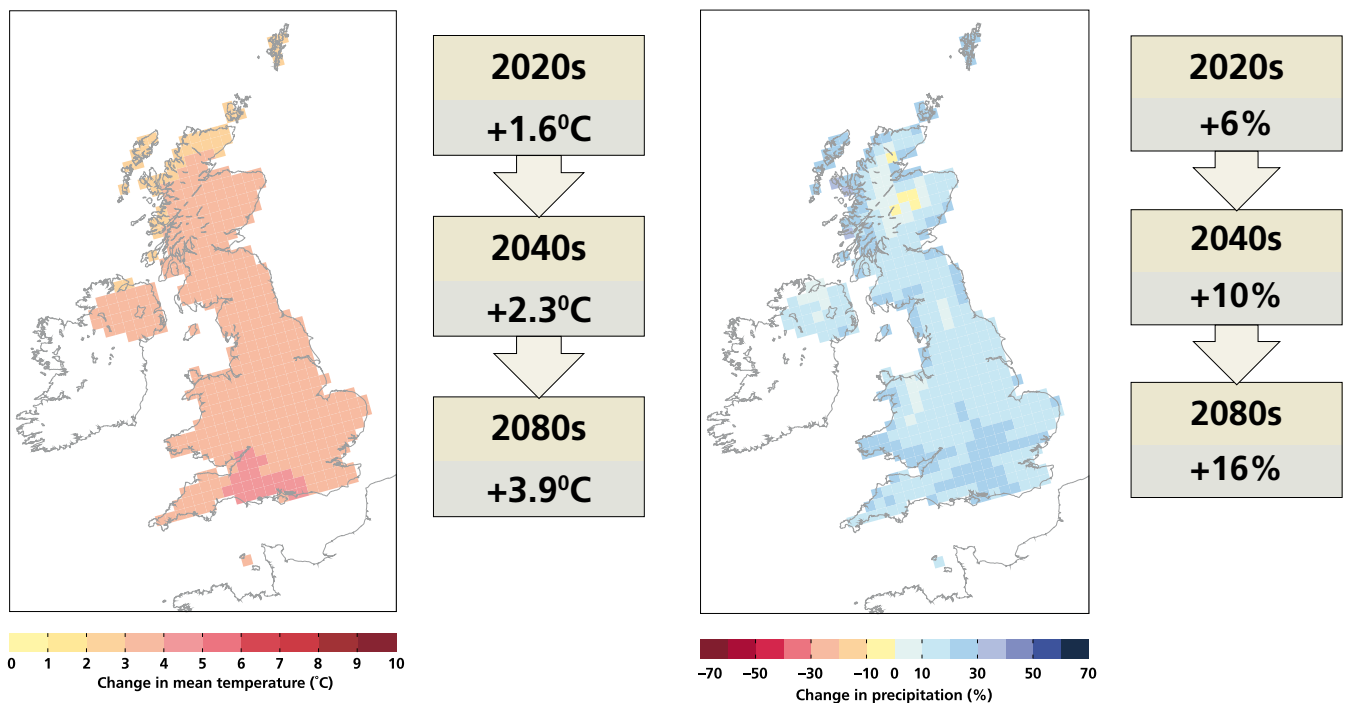 2020s
+1.6⁰C
2040s
+2.3⁰C
2080s
+3.9⁰C
0 1 2 3 4 5 6 7 8 9 10
Change in mean temperature (˚C)
2020s
+6%
2040s
+10%
2080s
+16%
−70 −50 −30 −10 0 10 30 50 70
Change in precipitation (%)